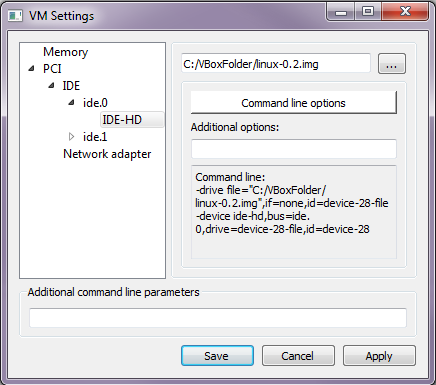 VM Settings
Memory
PCI
IDE
ide.0
IDE-HD
ide.1
Network adapter
C:/VBoxFolder/linux-0.2.img
...
Command line options
Additional options:
Command line:
-drive file="C:/VBoxFolder/
linux-0.2.img",if=none,id=device-28-file
-device ide-hd,bus=ide.
0,drive=device-28-file,id=device-28
Additional command line parameters
Save
Cancel
Apply